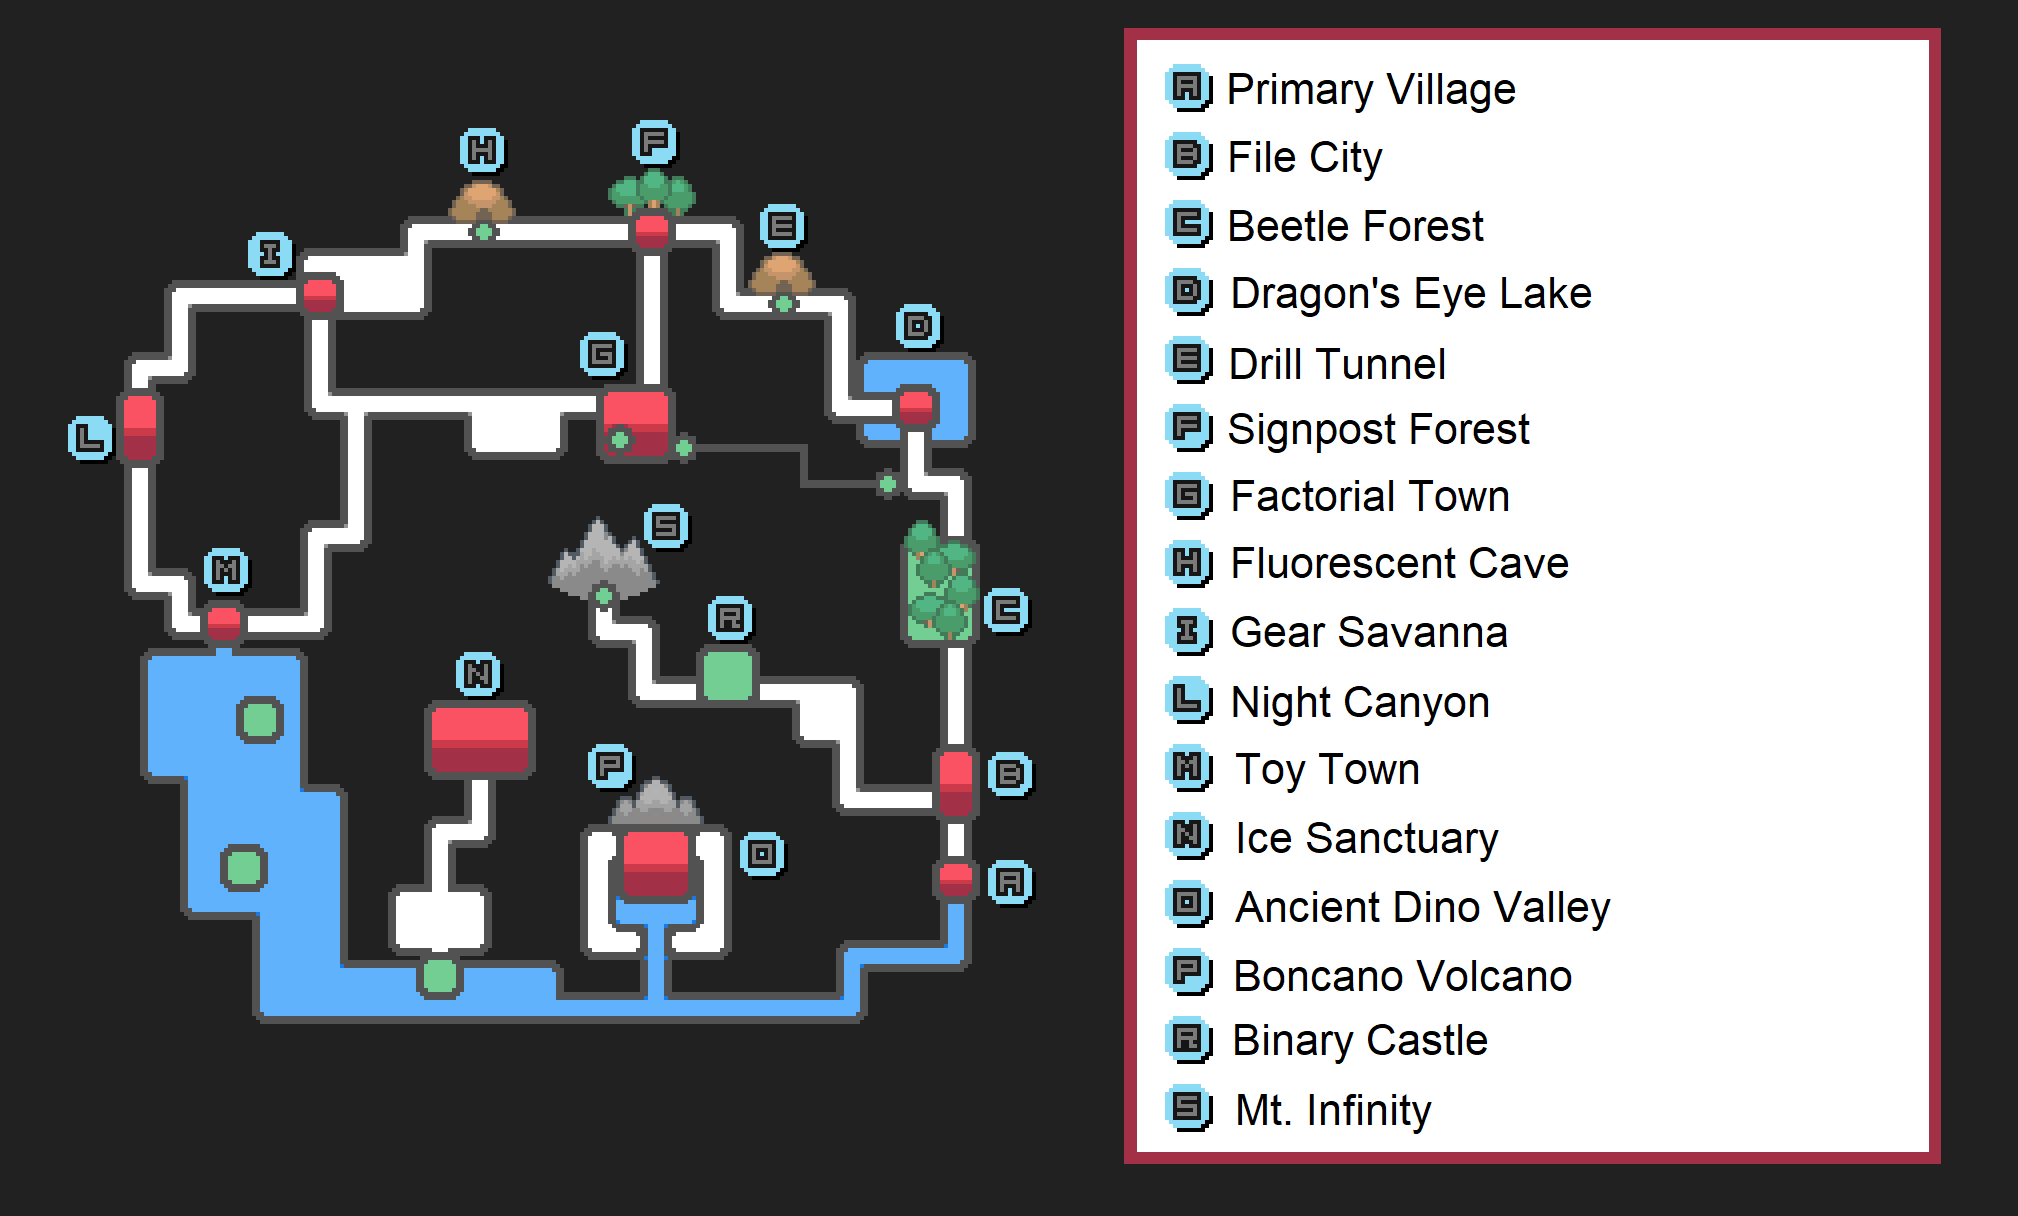 H
F
E
I
D
G
L
S
M
C
R
N
P
B
O
A
A Primary Village
B File City
C Beetle Forest
D Dragon's Eye Lake
E Drill Tunnel
F Signpost Forest
G Factorial Town
H Fluorescent Cave
I Gear Savanna
L Night Canyon
M Toy Town
N Ice Sanctuary
O Ancient Dino Valley
P Boncano Volcano
R Binary Castle
S Mt. Infinity